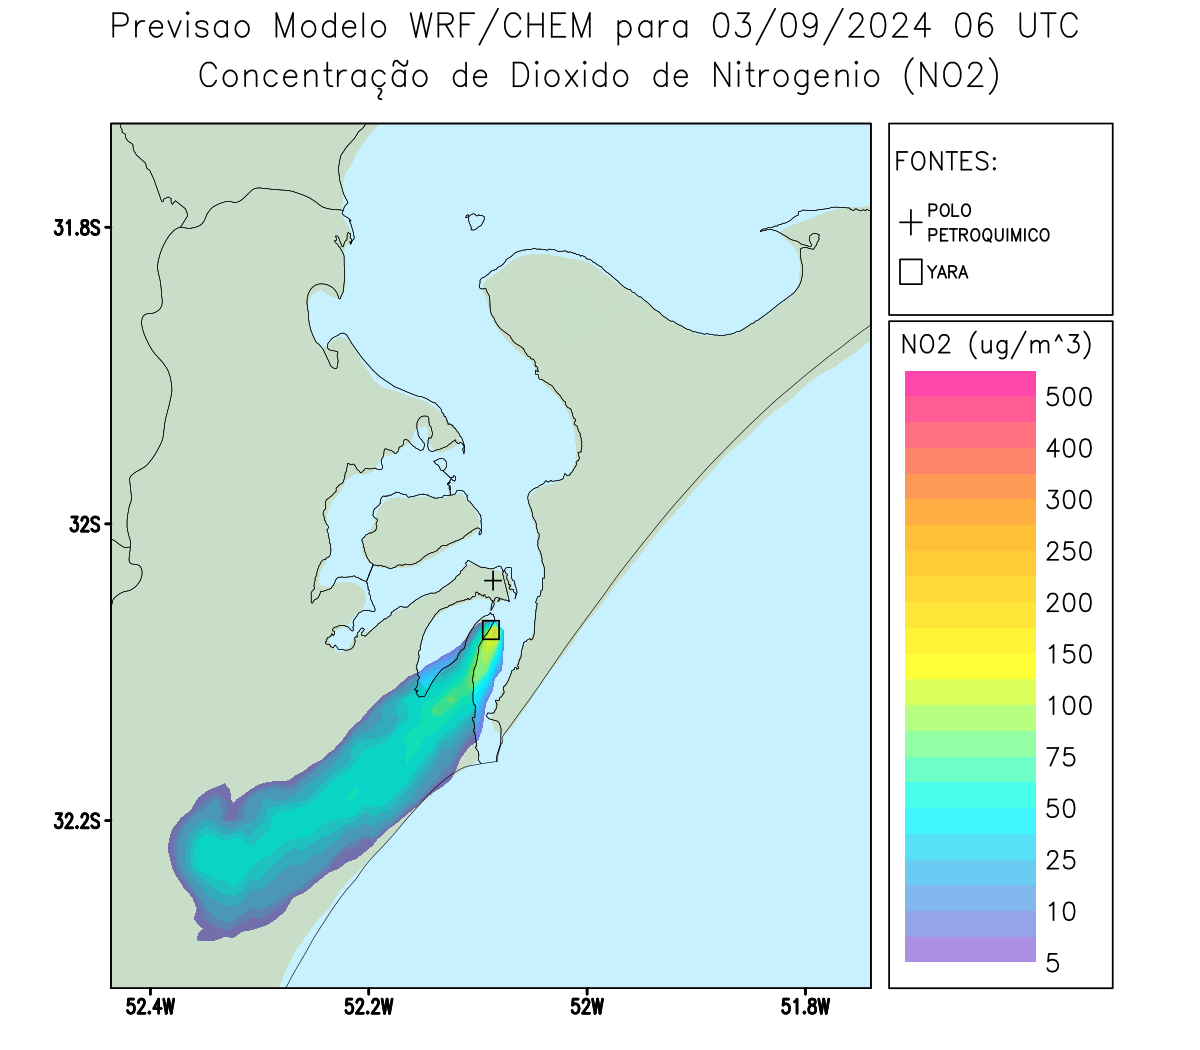 Previsao Modelo WRF/CHEM para 03/09/2024 06 UTC
Concentração de Dioxido de Nitrogenio (NO2)
FONTES:
POLO
PETROQUIMICO
YARA
31.8S
32S
32.2S
52.4W
52.2W
52W
51.8W
NO2 (ug/m^3)
500
400
300
250
200
150
100
75
50
25
10
5